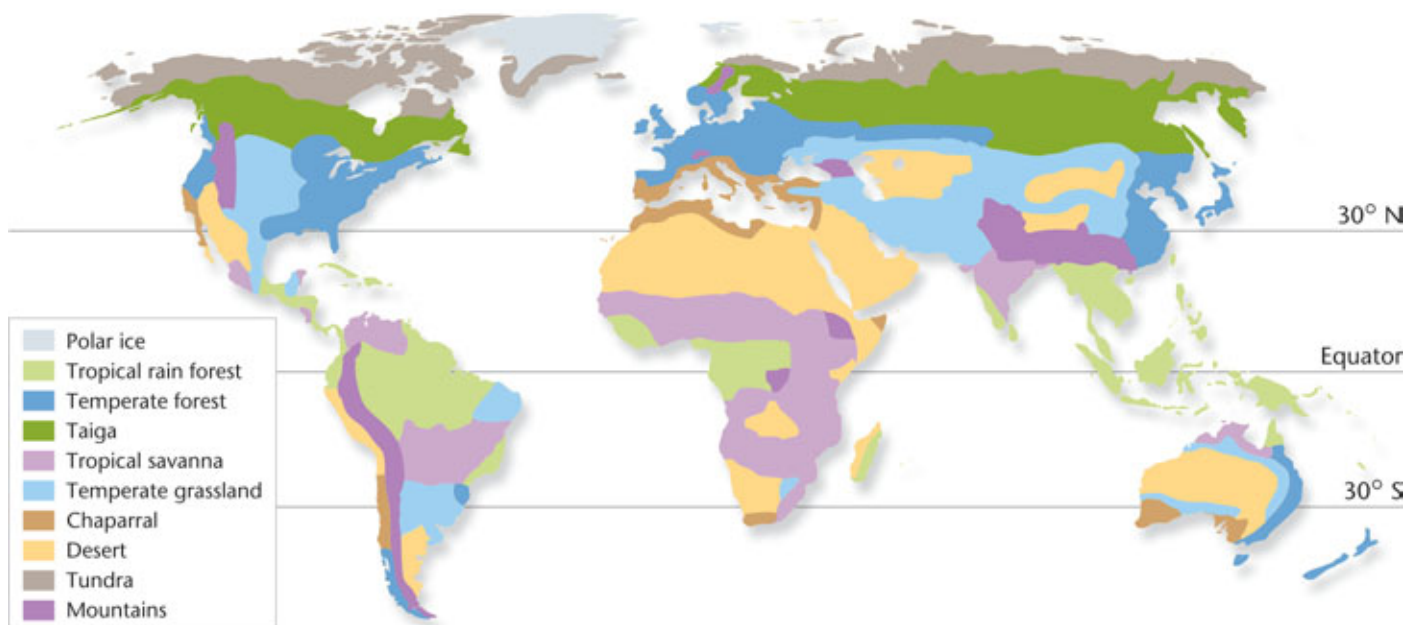 30° N
Polar ice
Tropical rain forest
Equator
Temperate forest
Taiga
Tropical savanna
Temperate grassland
30° S
Chaparral
Desert
Tundra
Mountains